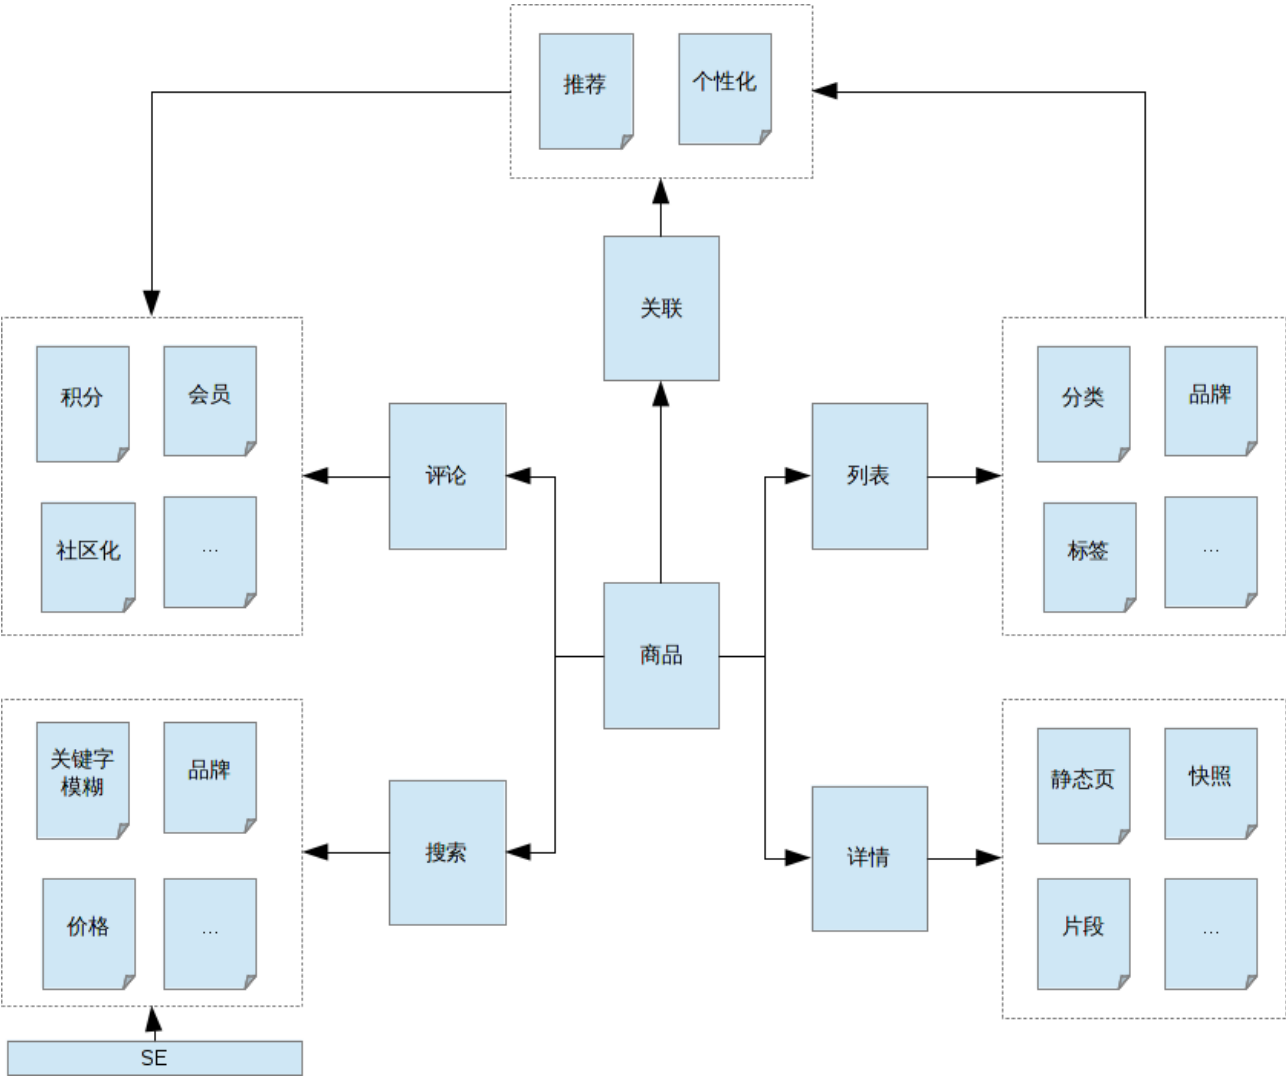 推荐
个性化
关联
积分
会员
社区化
...
评论
列表
分类
品牌
标签
...
商品
关键字
模糊
品牌
价格
...
搜索
详情
静态页
快照
片段
...
SE